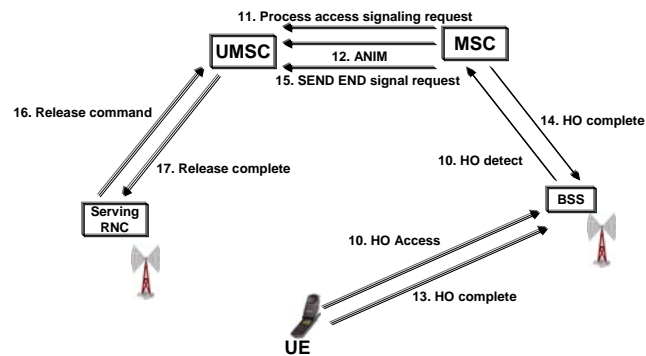 11. Process access signaling request
UMSC
MSC
12. ANIM
15. SEND END signal request
16. Release command
14. HO complete
17. Release complete
10. HO detect
Serving
RNC
BSS
10. HO Access
13. HO complete
UE